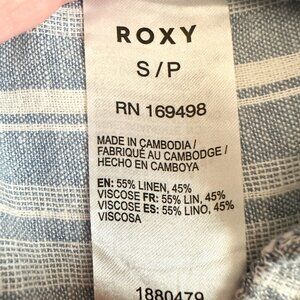 ROXY
S/P
RN 169498
MADE IN CAMBODIA/
FABRIQUÉ AU CAMBODGE/
HECHO EN CAMBOYA
EN: 55% LINEN, 45%
VISCOSE FR: 55% LIN, 45%
VISCOSE ES: 55% LINO, 45%
VISCOSA
1880479